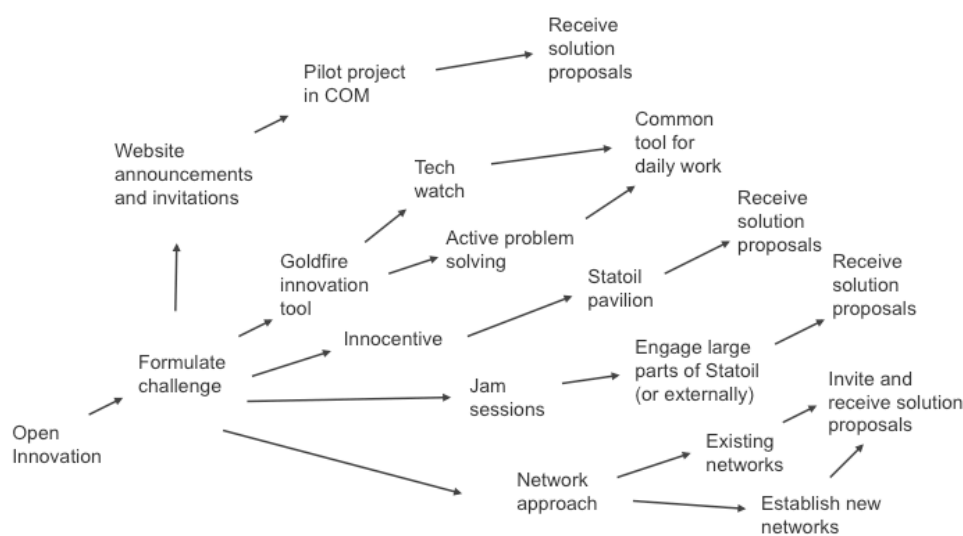 Receive
solution
proposals
Pilot project
in COM
Common
tool for
daily work
Website
announcements
and invitations
Tech
watch
Receive
solution
proposals
Active problem
solving
Goldfire
innovation
tool
Statoil
pavilion
Receive
solution
proposals
Innocentive
Formulate
challenge
Engage large
parts of Statoil
(or externally)
Jam
sessions
Invite and
receive solution
proposals
Open
Innovation
Existing
networks
Network
approach
Establish new
networks